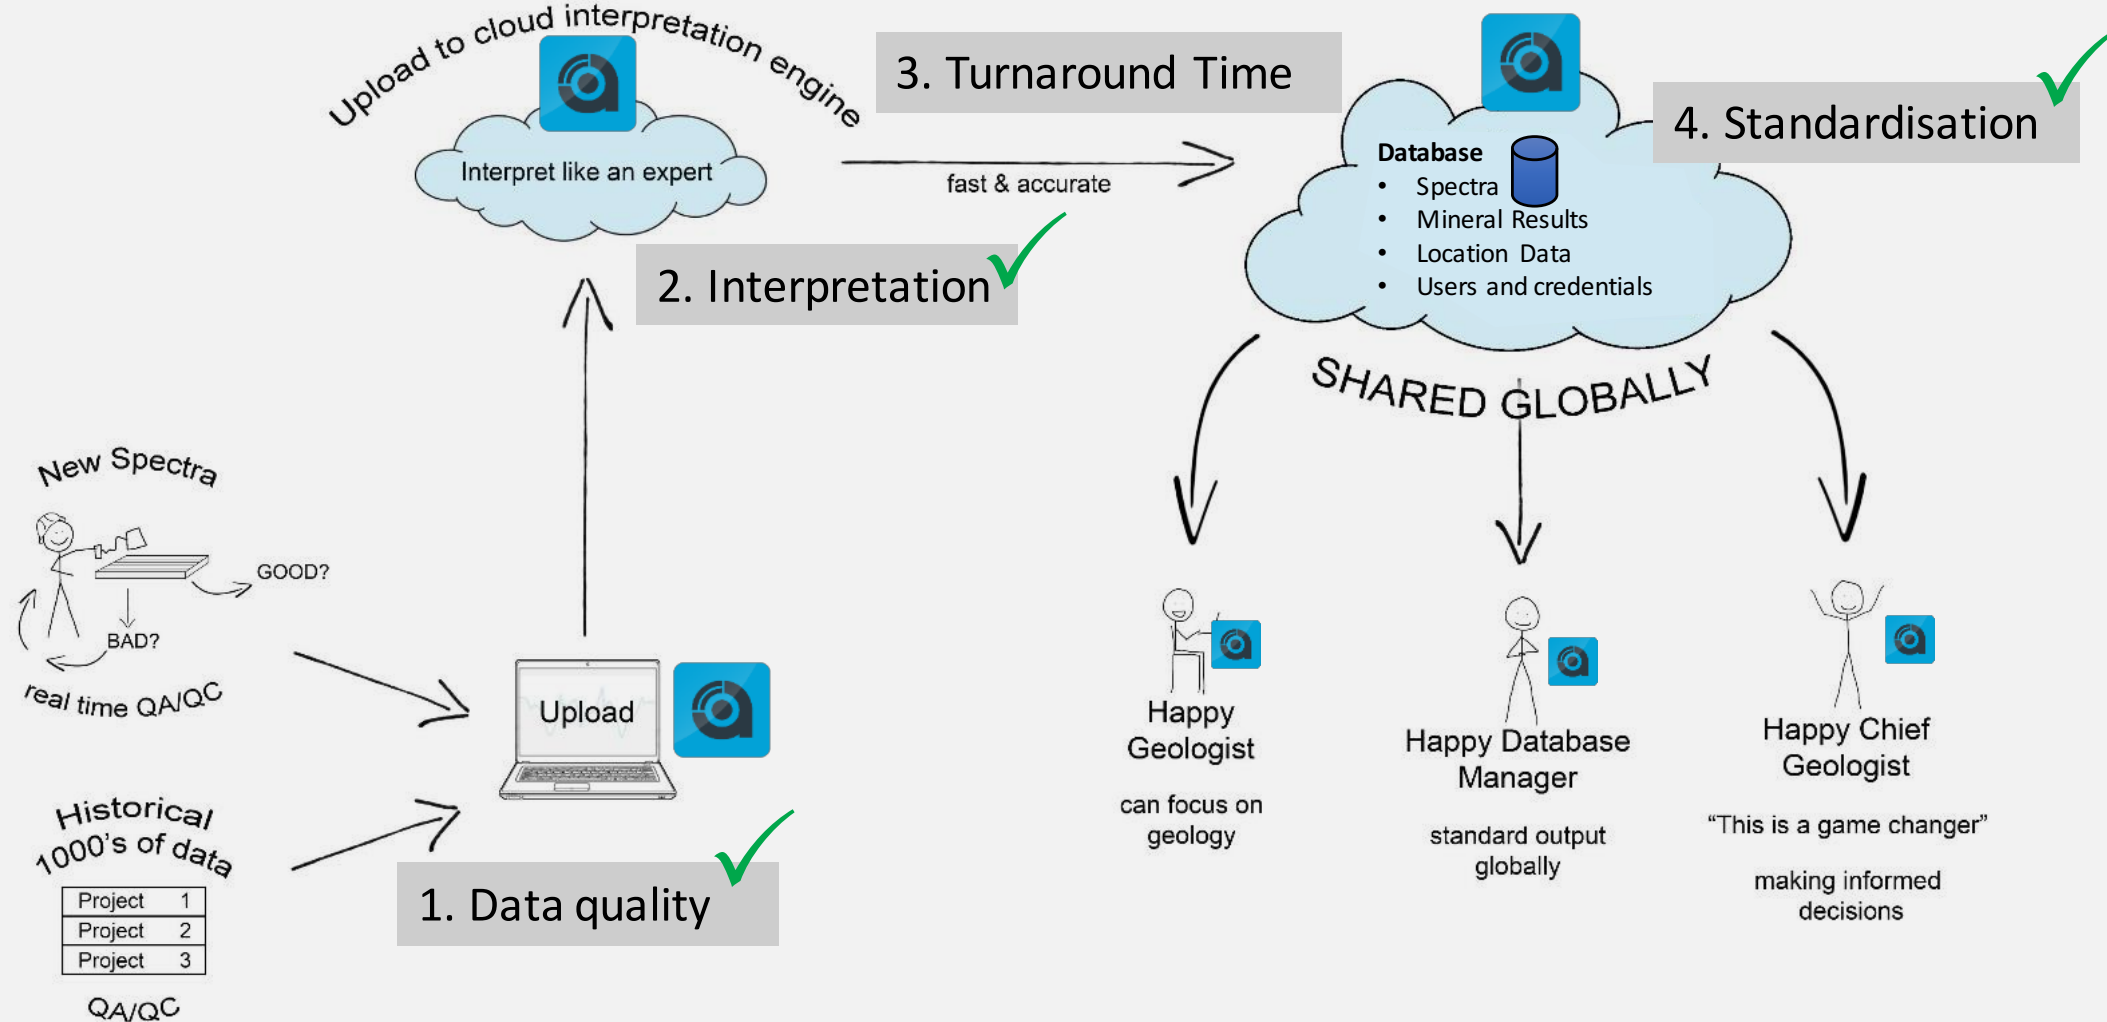 Upload to cloud interpretation engine
Interpret like an expert
3. Turnaround Time
fast & accurate
4. Standardisation
Database
• Spectra
• Mineral Results
• Location Data
• Users and credentials
2. Interpretation
SHARED GLOBALLY
New Spectra
GOOD?
BAD?
real time QA/QC
Upload
Historical
1000's of data
Project 1
Project 2
Project 3
QA/QC
1. Data quality
Happy
Geologist
can focus on
geology
Happy Database
Manager
standard output
globally
Happy Chief
Geologist
“This is a game changer”
making informed
decisions